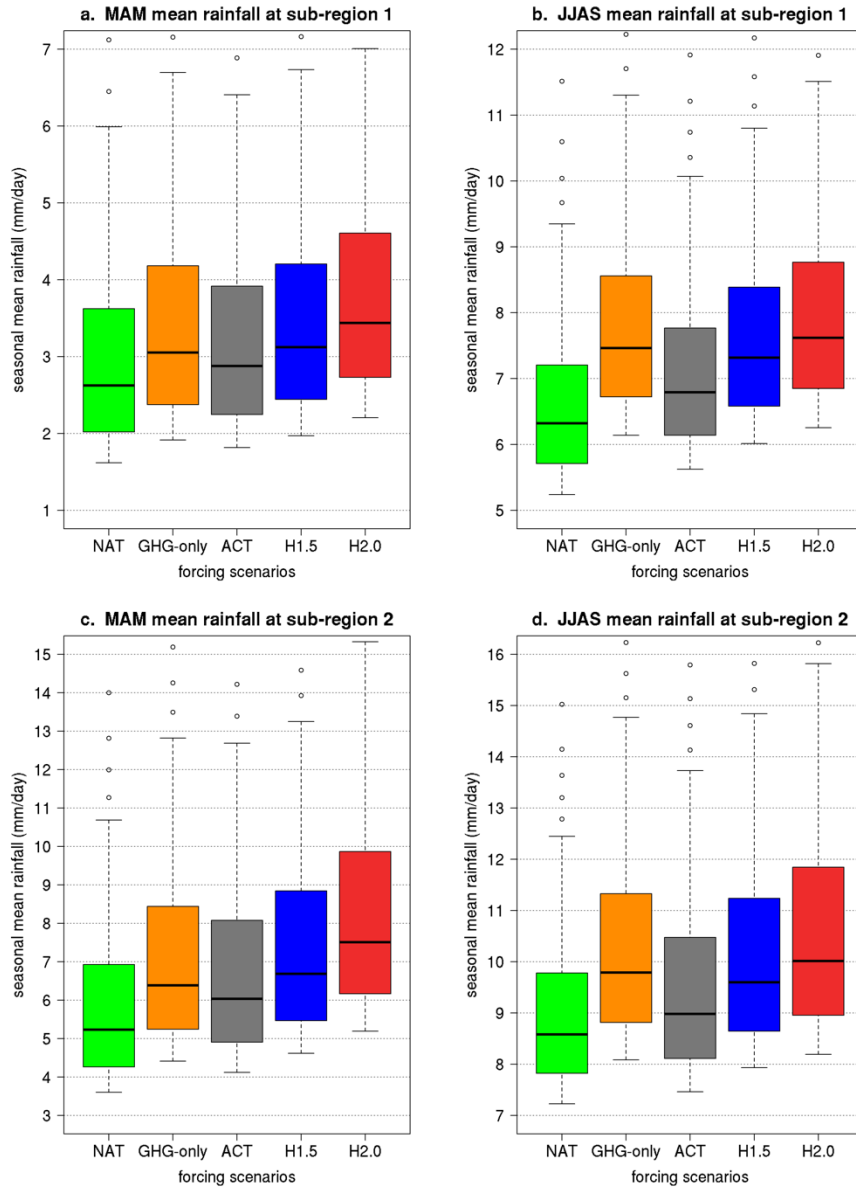 a. MAM mean rainfall at sub-region 1
seasonal mean rainfall (mm/day)
7
6
5
4
3
2
1
NAT GHG-only ACT H1.5 H2.0
forcing scenarios
b. JJAS mean rainfall at sub-region 1
seasonal mean rainfall (mm/day)
12
11
10
9
8
7
6
5
NAT GHG-only ACT H1.5 H2.0
forcing scenarios
c. MAM mean rainfall at sub-region 2
seasonal mean rainfall (mm/day)
15
14
13
12
11
10
9
8
7
6
5
4
3
NAT GHG-only ACT H1.5 H2.0
forcing scenarios
d. JJAS mean rainfall at sub-region 2
seasonal mean rainfall (mm/day)
16
15
14
13
12
11
10
9
8
7
NAT GHG-only ACT H1.5 H2.0
forcing scenarios